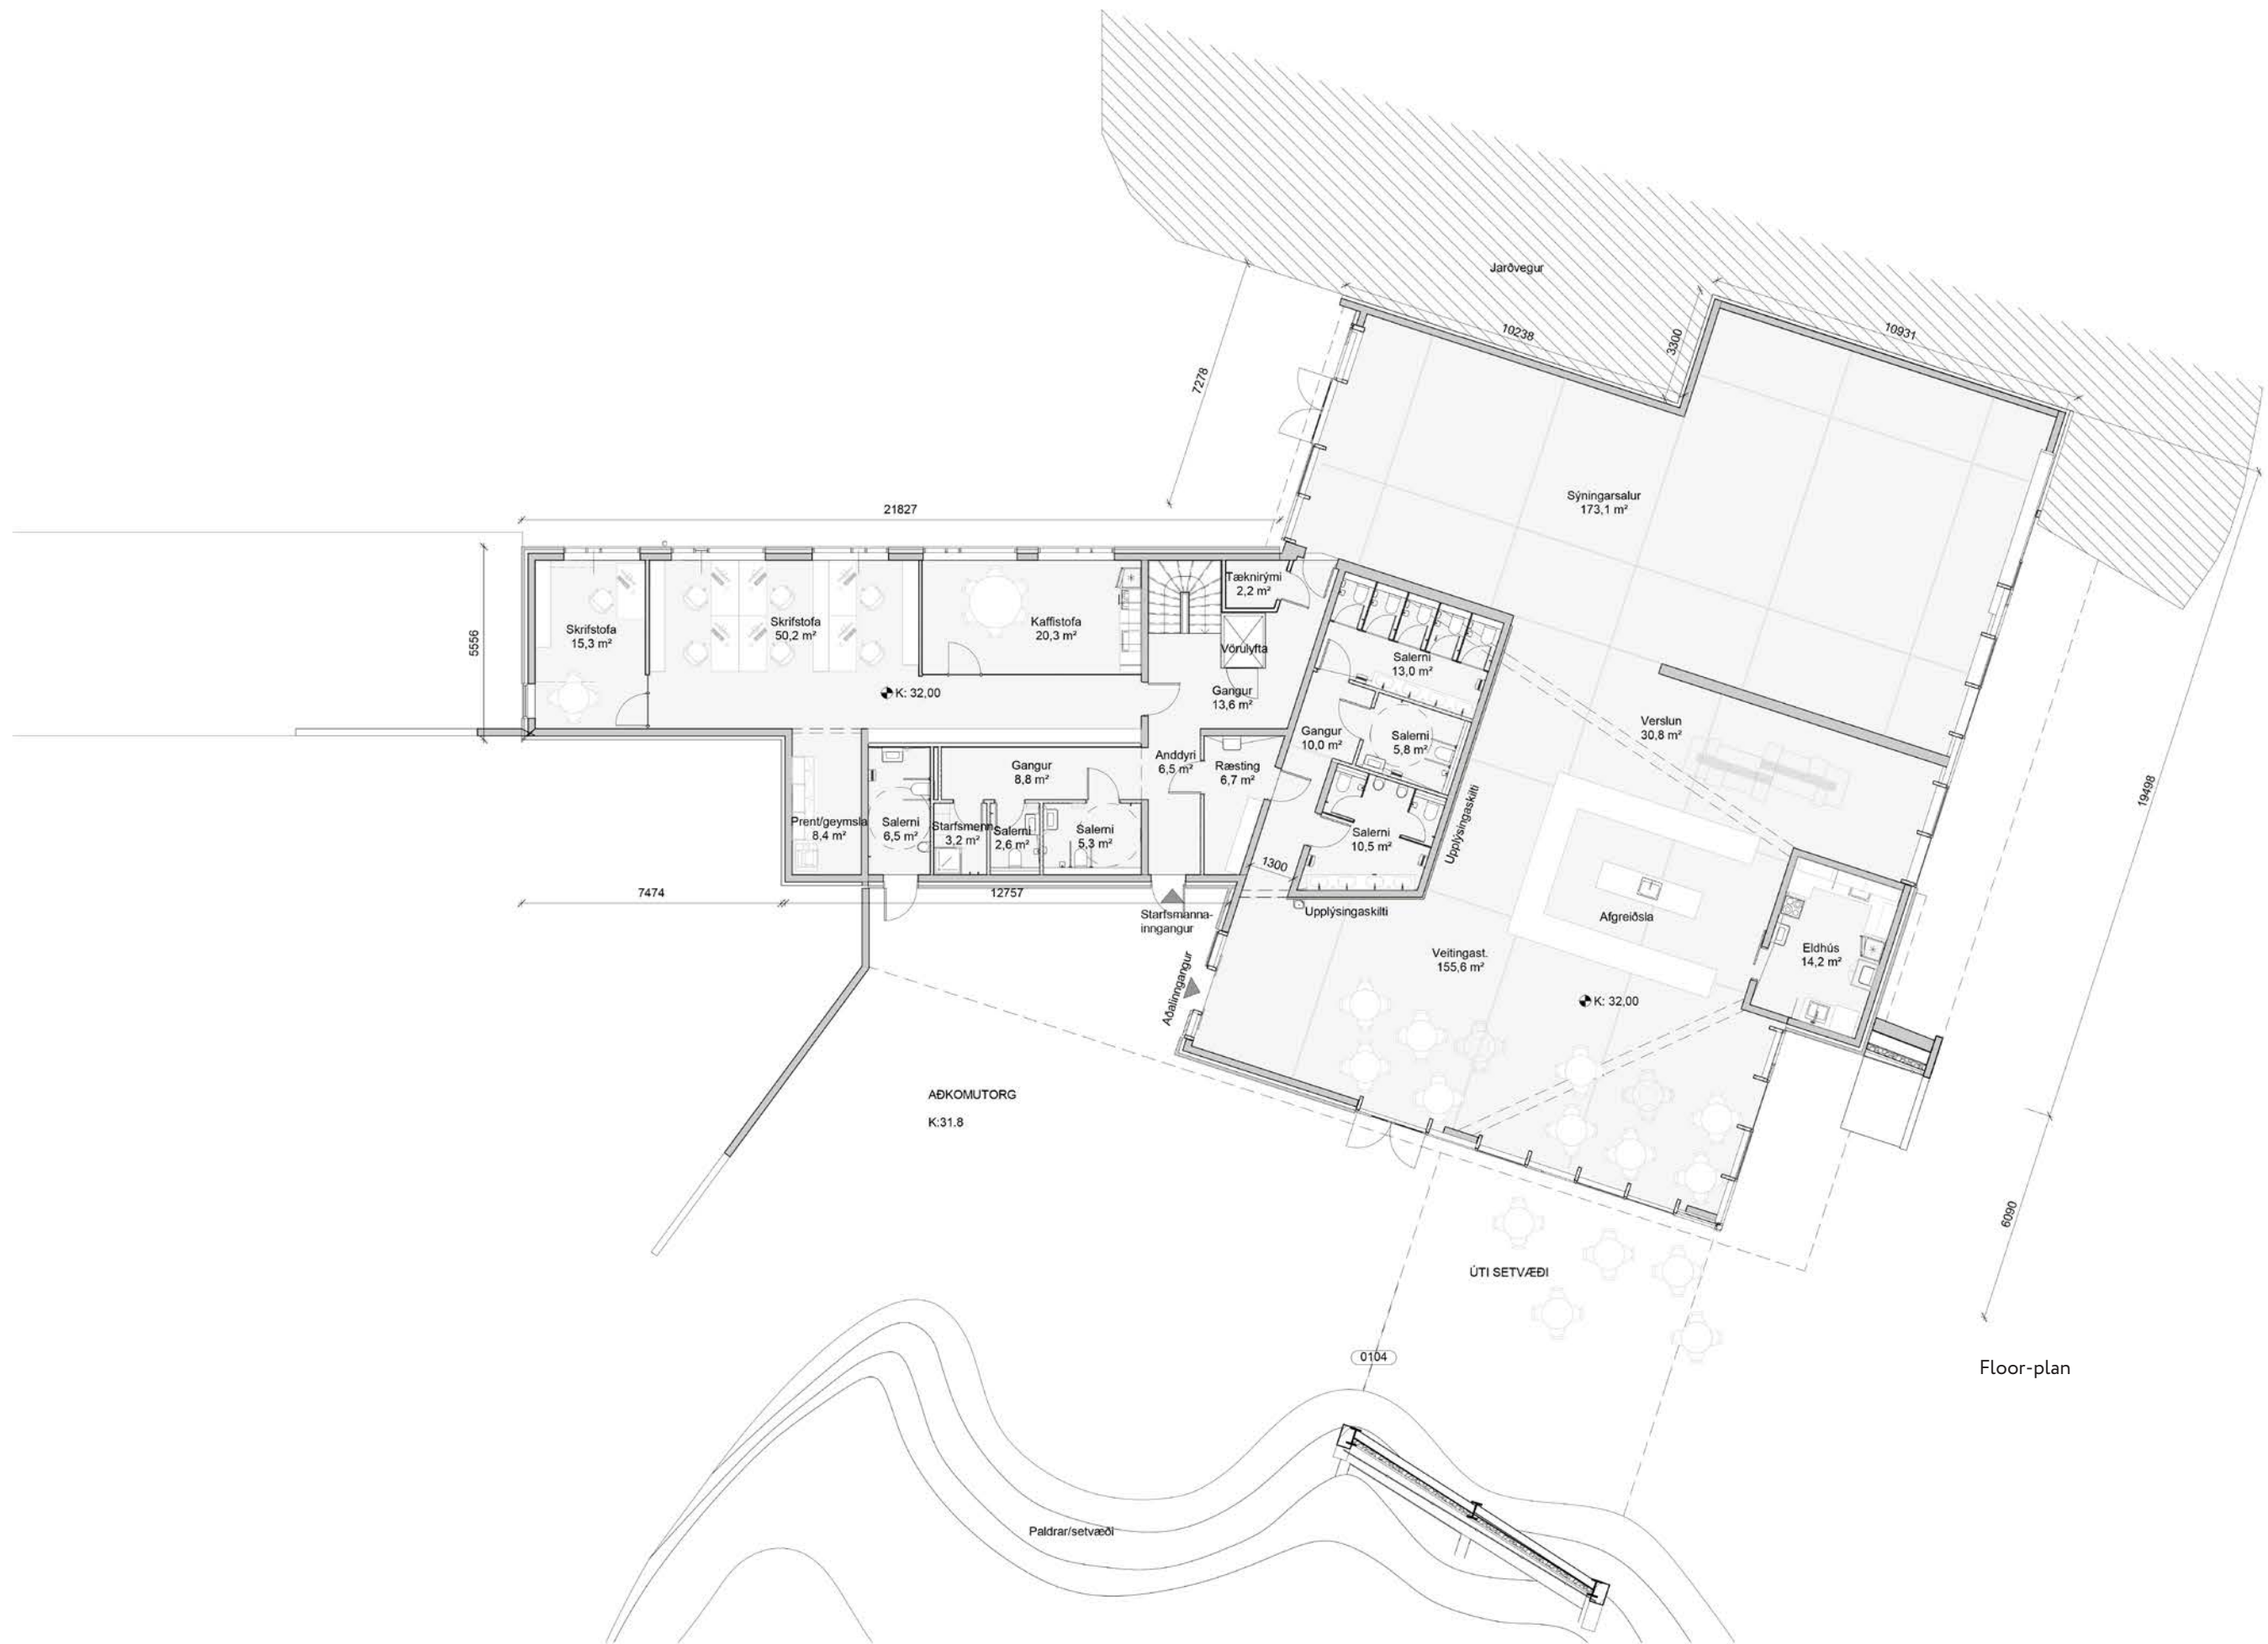 Jarðvegur
10238
3300
10931
7278
Sýningarsalur
173,1 m²
21827
5556
Skrifstofa
15,3 m²
Skrifstofa
50,2 m²
Kaffistofa
20,3 m²
Tæknirými
2,2 m²
Vörulyfta
K: 32,00
Gangur
13,6 m²
Salerni
13,0 m²
Gangur
10,0 m²
Salerni
5,8 m²
Verslun
30,8 m²
Gangur
8,8 m²
Anddyri
6,5 m²
Ræsting
6,7 m²
19498
Prent/geymsla
8,4 m²
Salerni
6,5 m²
Starfsmenn
3,2 m²
Salerni
2,6 m²
Salerni
5,3 m²
Salerni
10,5 m²
Upplýsingaskilti
1300
7474
12757
Starfsmanna-
inngangur
Upplýsingaskilti
Afgreiðsla
Eldhús
14,2 m²
Veitingast.
155,6 m²
Aðalinngangur
K: 32,00
AÐKOMUTORG
K:31.8
6090
ÚTI SETVÆÐI
0104
Floor-plan
Paldrar/setvæði